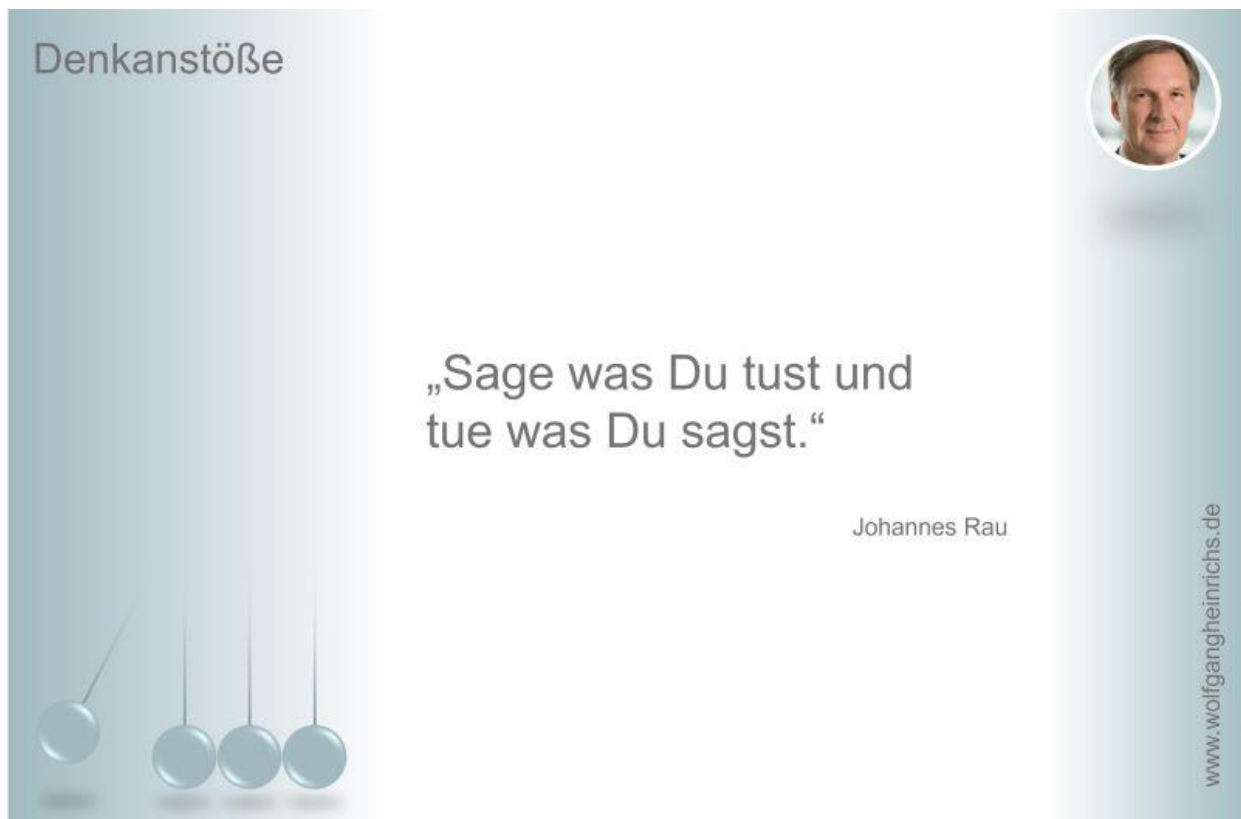 Denkanstöße
„Sage was Du tust und
tue was Du sagst.“
Johannes Rau
www.wolfgangheinrichs.de